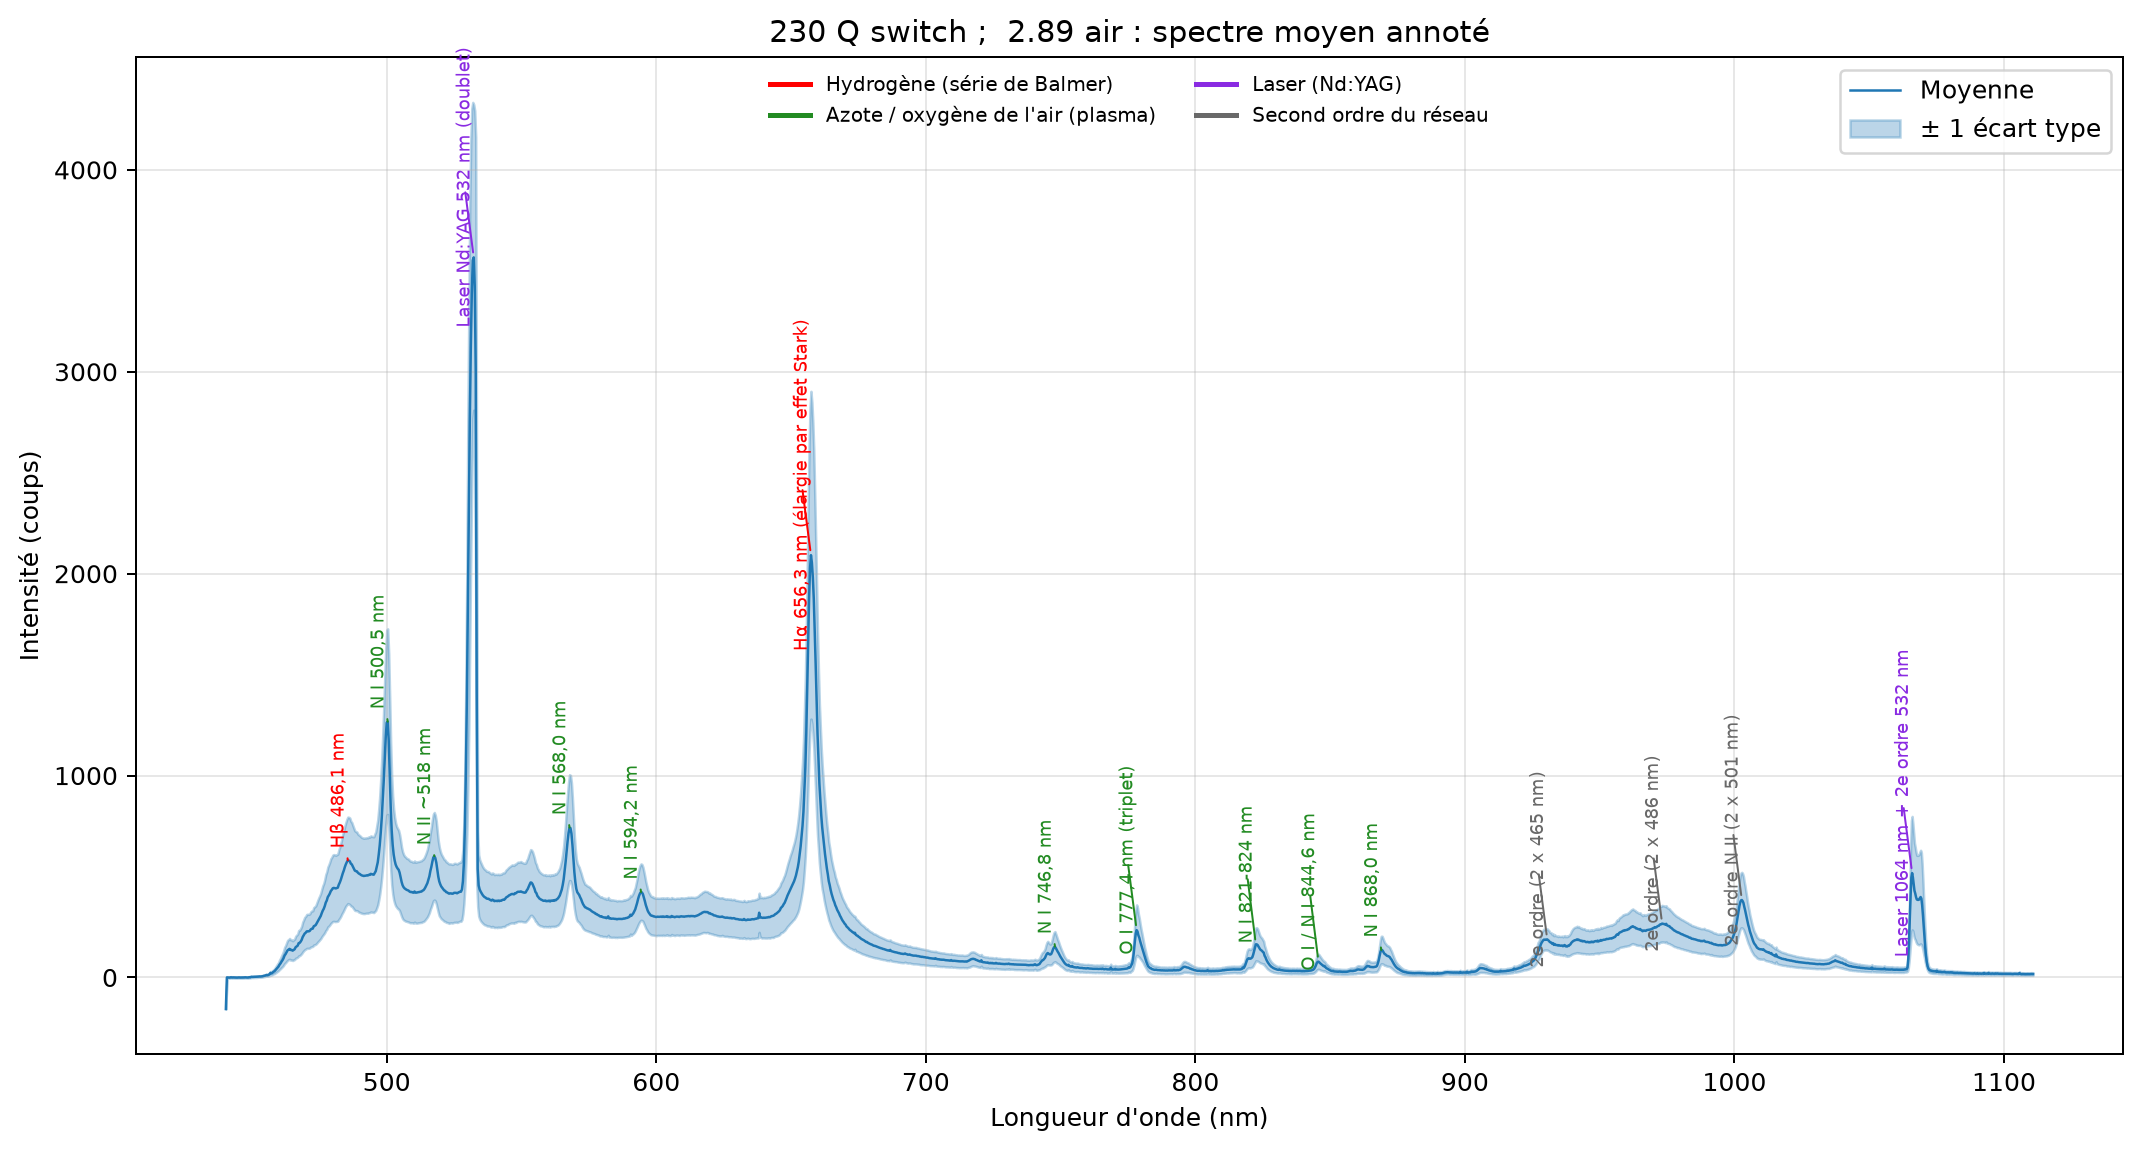 230 Q switch ;  2.89 air : spectre moyen annoté
Hydrogène (série de Balmer)
Azote / oxygène de l'air (plasma)
Laser (Nd:YAG)
Second ordre du réseau
Moyenne
± 1 écart type
Intensité (coups)
4000
3000
2000
1000
0
Hβ 486,1 nm
N I 500,5 nm
N II ~518 nm
Laser Nd:YAG 532 nm (doublet)
N I 568,0 nm
N I 594,2 nm
Hα 656,3 nm (élargie par effet Stark)
N I 746,8 nm
O I 777,4 nm (triplet)
N I 821-824 nm
O I / N I 844,6 nm
N I 868,0 nm
2e ordre (2 x 465 nm)
2e ordre (2 x 486 nm)
2e ordre N II (2 x 501 nm)
Laser 1064 nm + 2e ordre 532 nm
500
600
700
800
900
1000
1100
Longueur d'onde (nm)